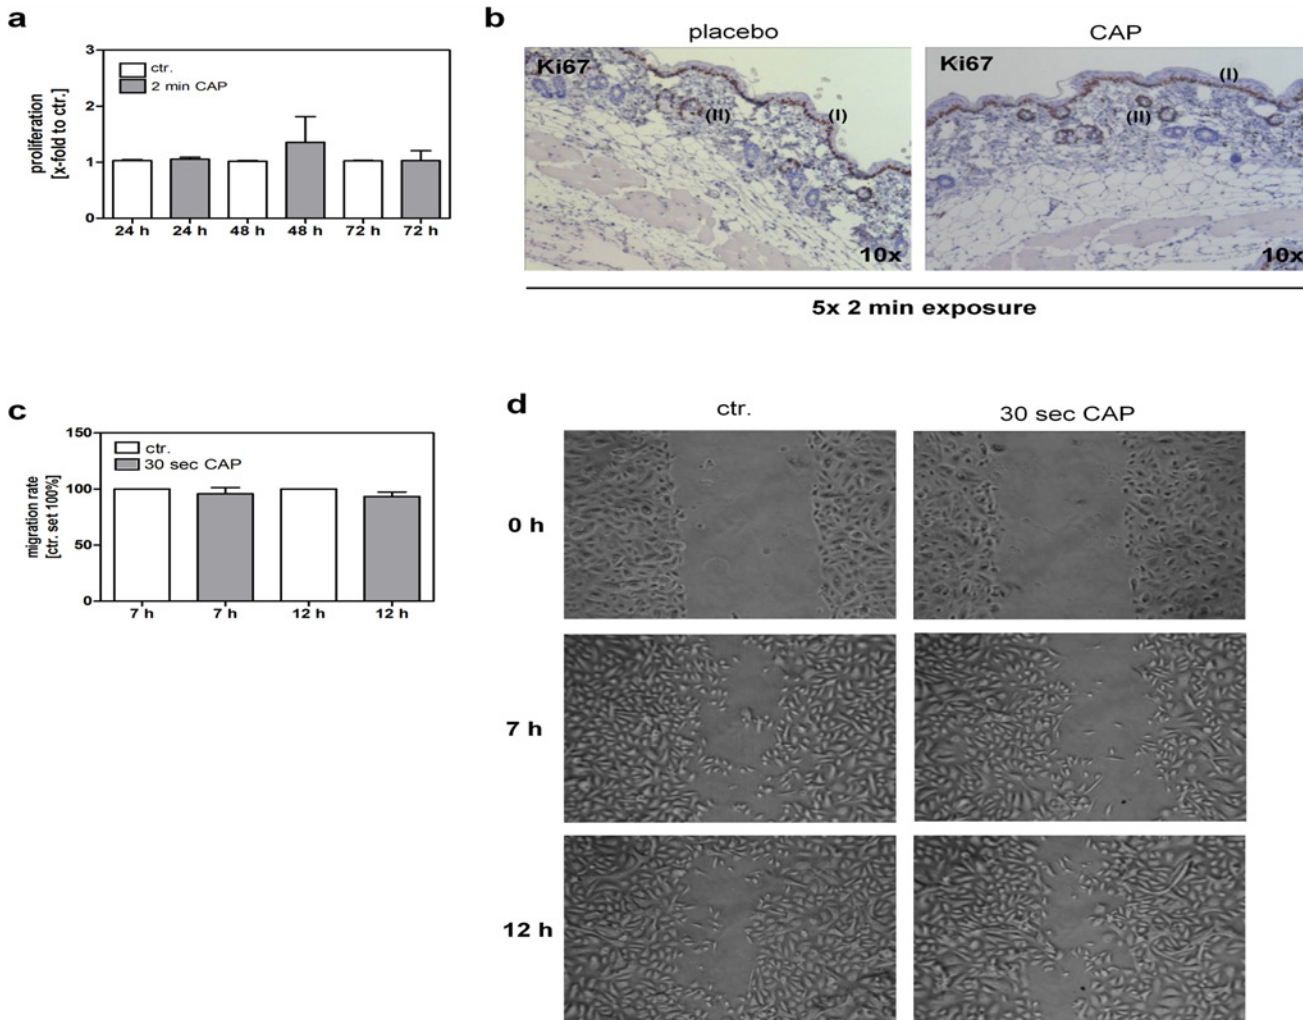 a
3
2
1
0
proliferation
[x-fold to ctr.]
ctr.
2 min CAP
24 h 24 h 48 h 48 h 72 h 72 h
b
placebo CAP
Ki67 (I) (II) 10x
Ki67 (I) (II) 10x
5x 2 min exposure
c
150
100
50
0
migration rate
[ctr. set 100%]
ctr.
30 sec CAP
7 h 7 h 12 h 12 h
d
ctr. 30 sec CAP
0 h
7 h
12 h